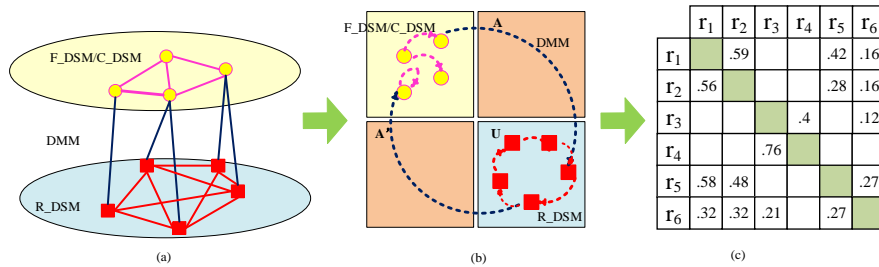 F_DSM/C_DSM
DMM
R_DSM
(a)
F_DSM/C_DSM
A
DMM
A'
U
R_DSM
(b)
r1 r2 r3 r4 r5 r6
r1 .59 .42 .16
r2 .56 .28 .16
r3 .4 .12
r4 .76
r5 .58 .48 .27
r6 .32 .32 .21 .27
(c)